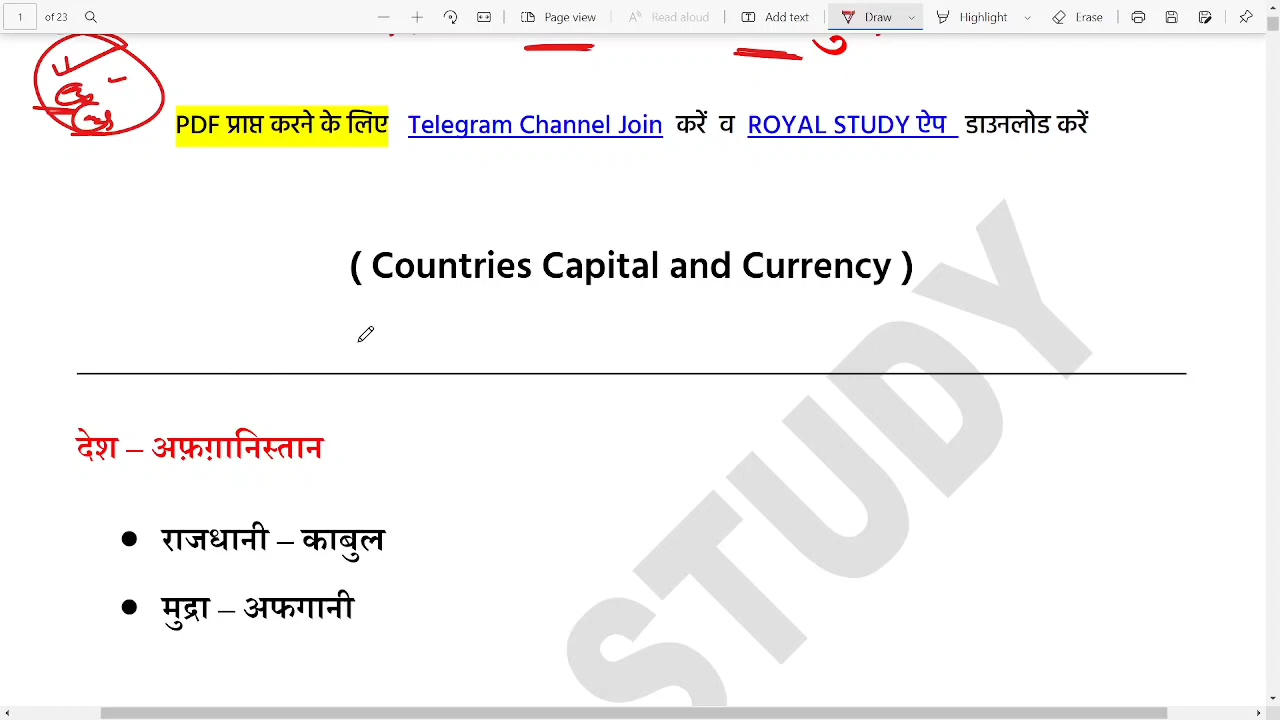 1 of 23 Page view Read aloud Add text Draw Highlight Erase
PDF प्राप्त करने के लिए Telegram Channel Join करें व ROYAL STUDY ऐप डाउनलोड करें
( Countries Capital and Currency )
देश – अफ़ग़ानिस्तान
● राजधानी – काबुल
● मुद्रा – अफगानी
STUDY